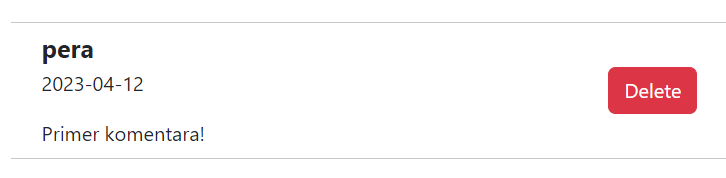 pera
2023-04-12
Delete
Primer komentara!